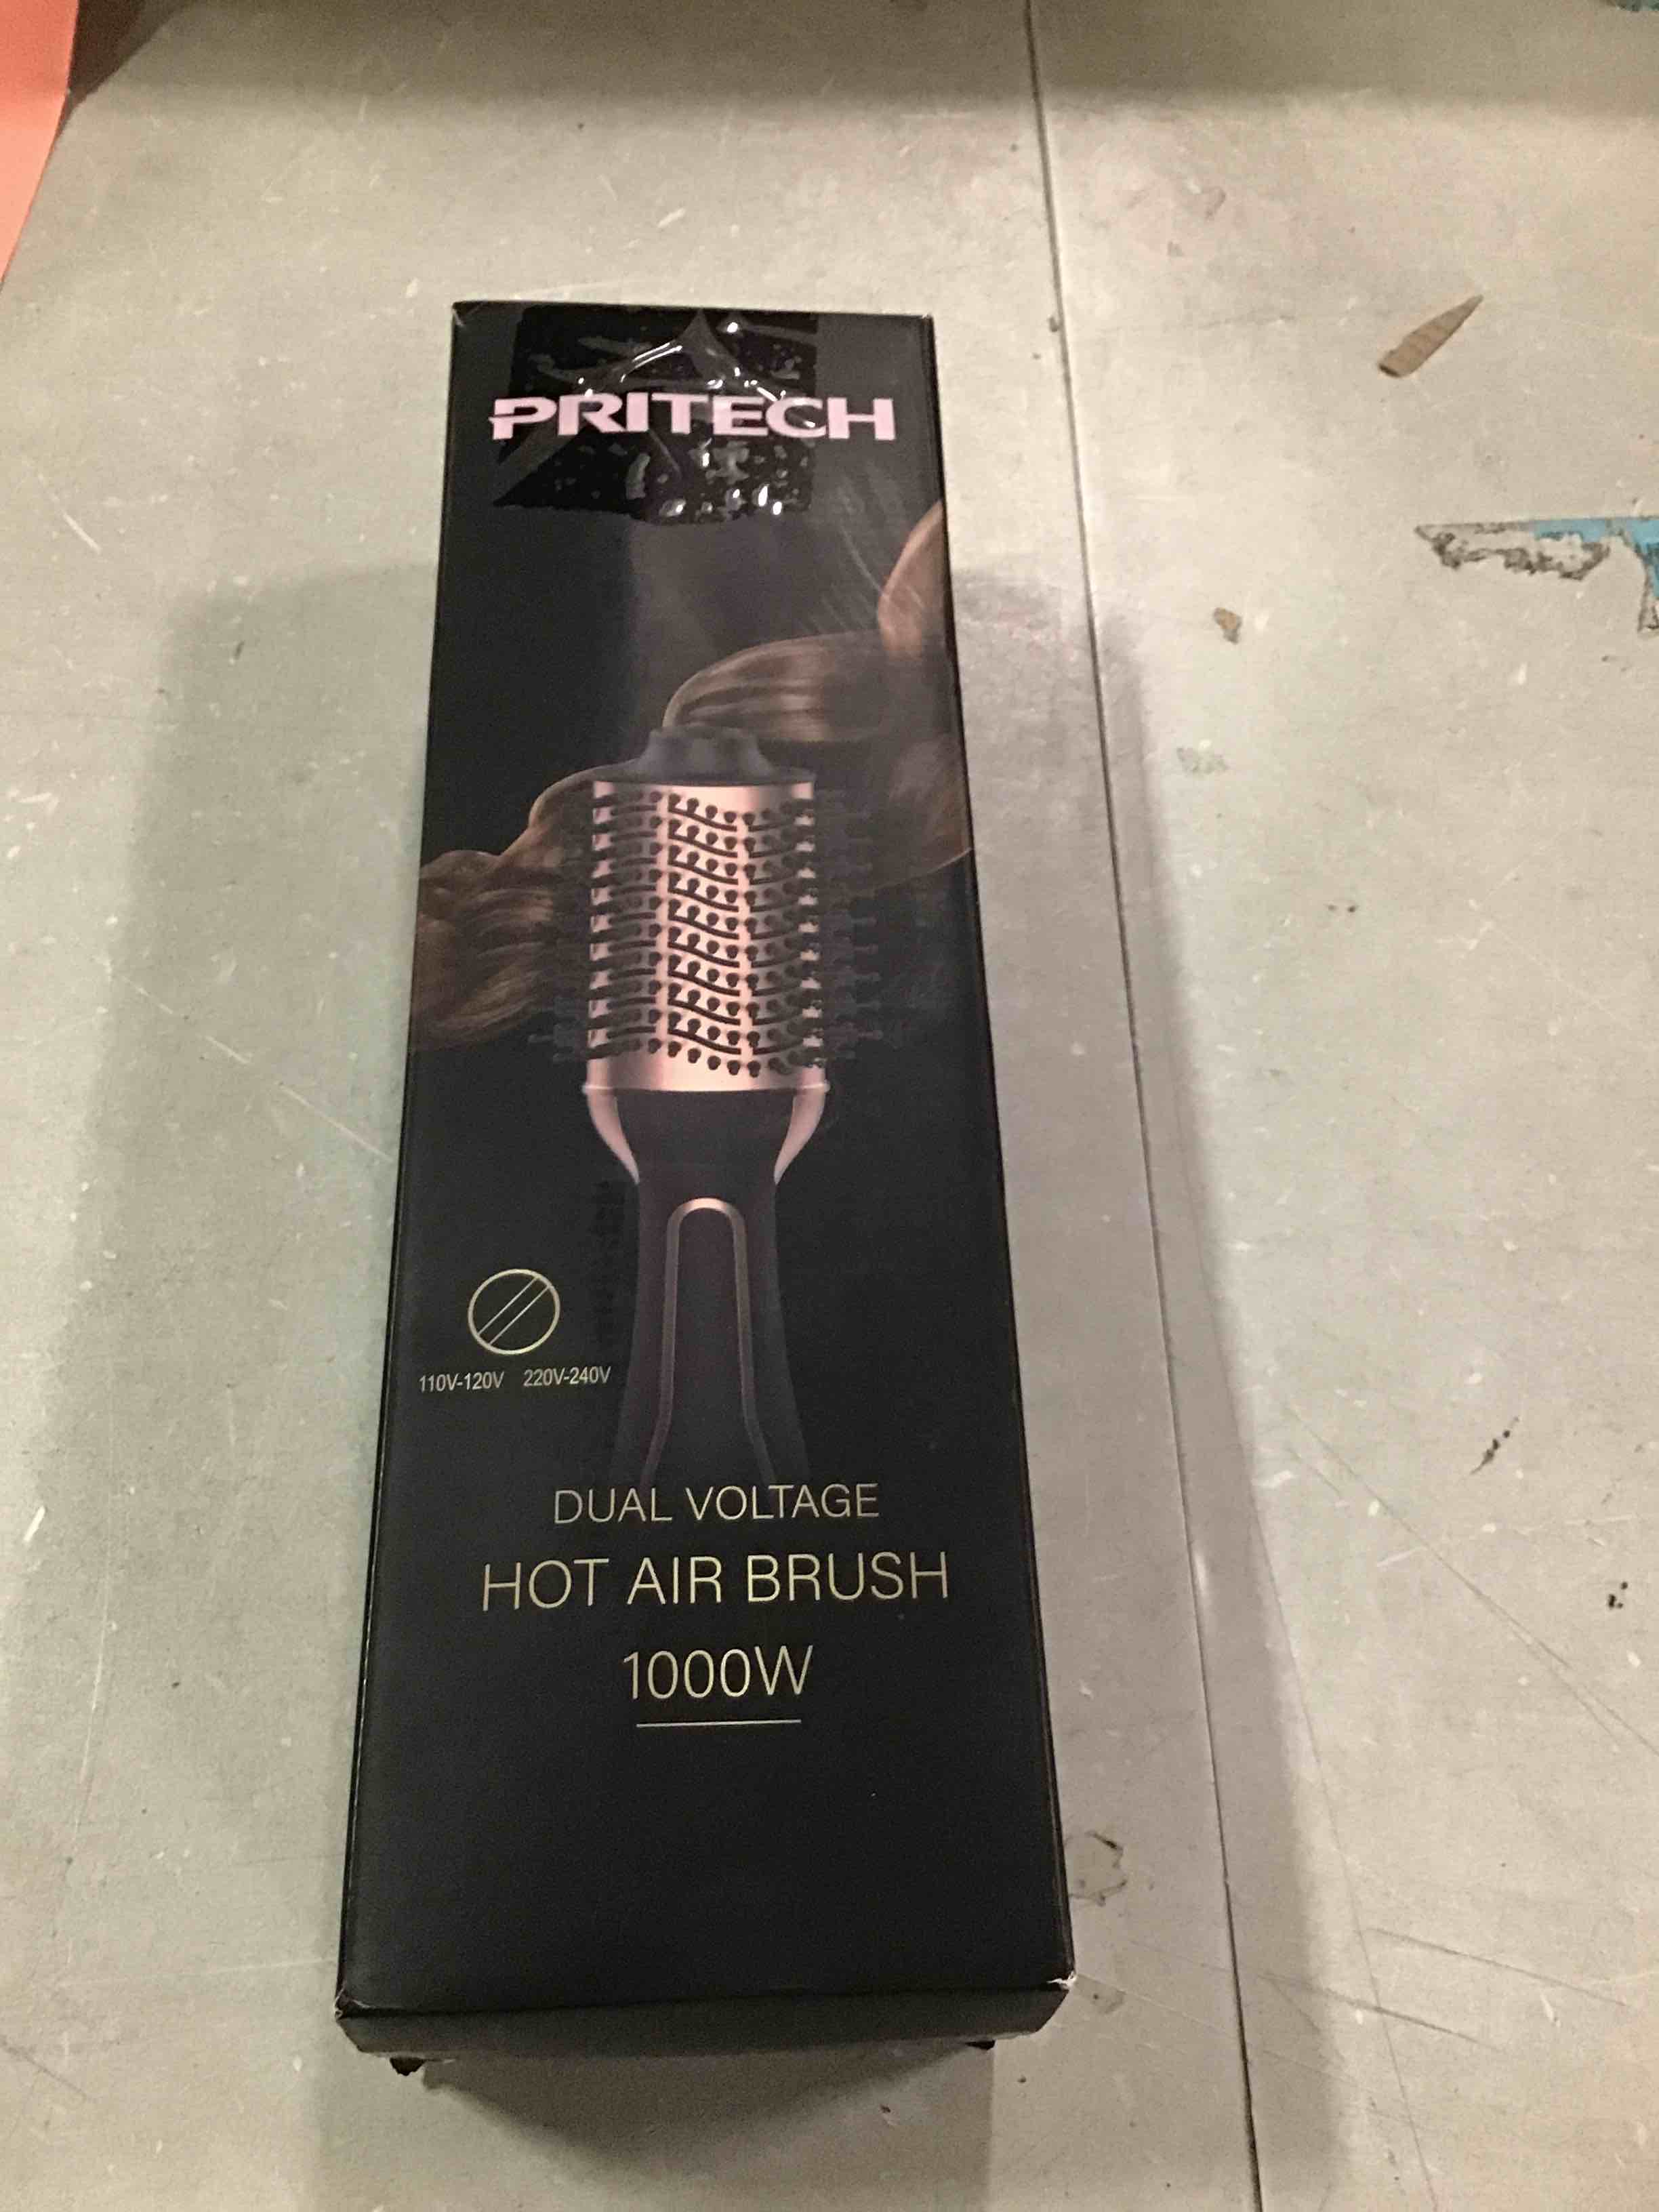 PRITECH
110V-120V 220V-240V
DUAL VOLTAGE
HOT AIR BRUSH
1000W